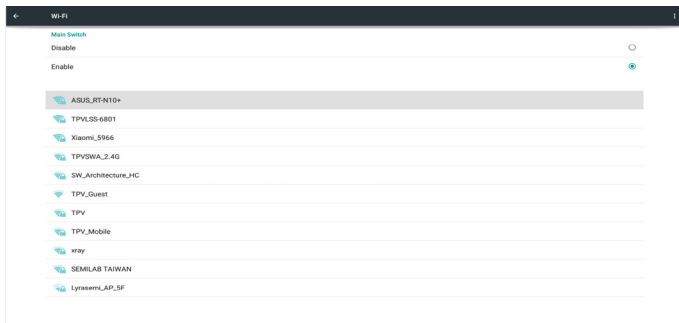 Wi-Fi
Main Switch
Disable
Enable
ASUS_RT-N10+
TPVLSS-6801
Xiaomi_5966
TPVSWA_2.4G
SW_Architecture_HC
TPV_Guest
TPV
TPV_Mobile
xray
SEMILAB TAIWAN
Lyrasemi_AP_5F